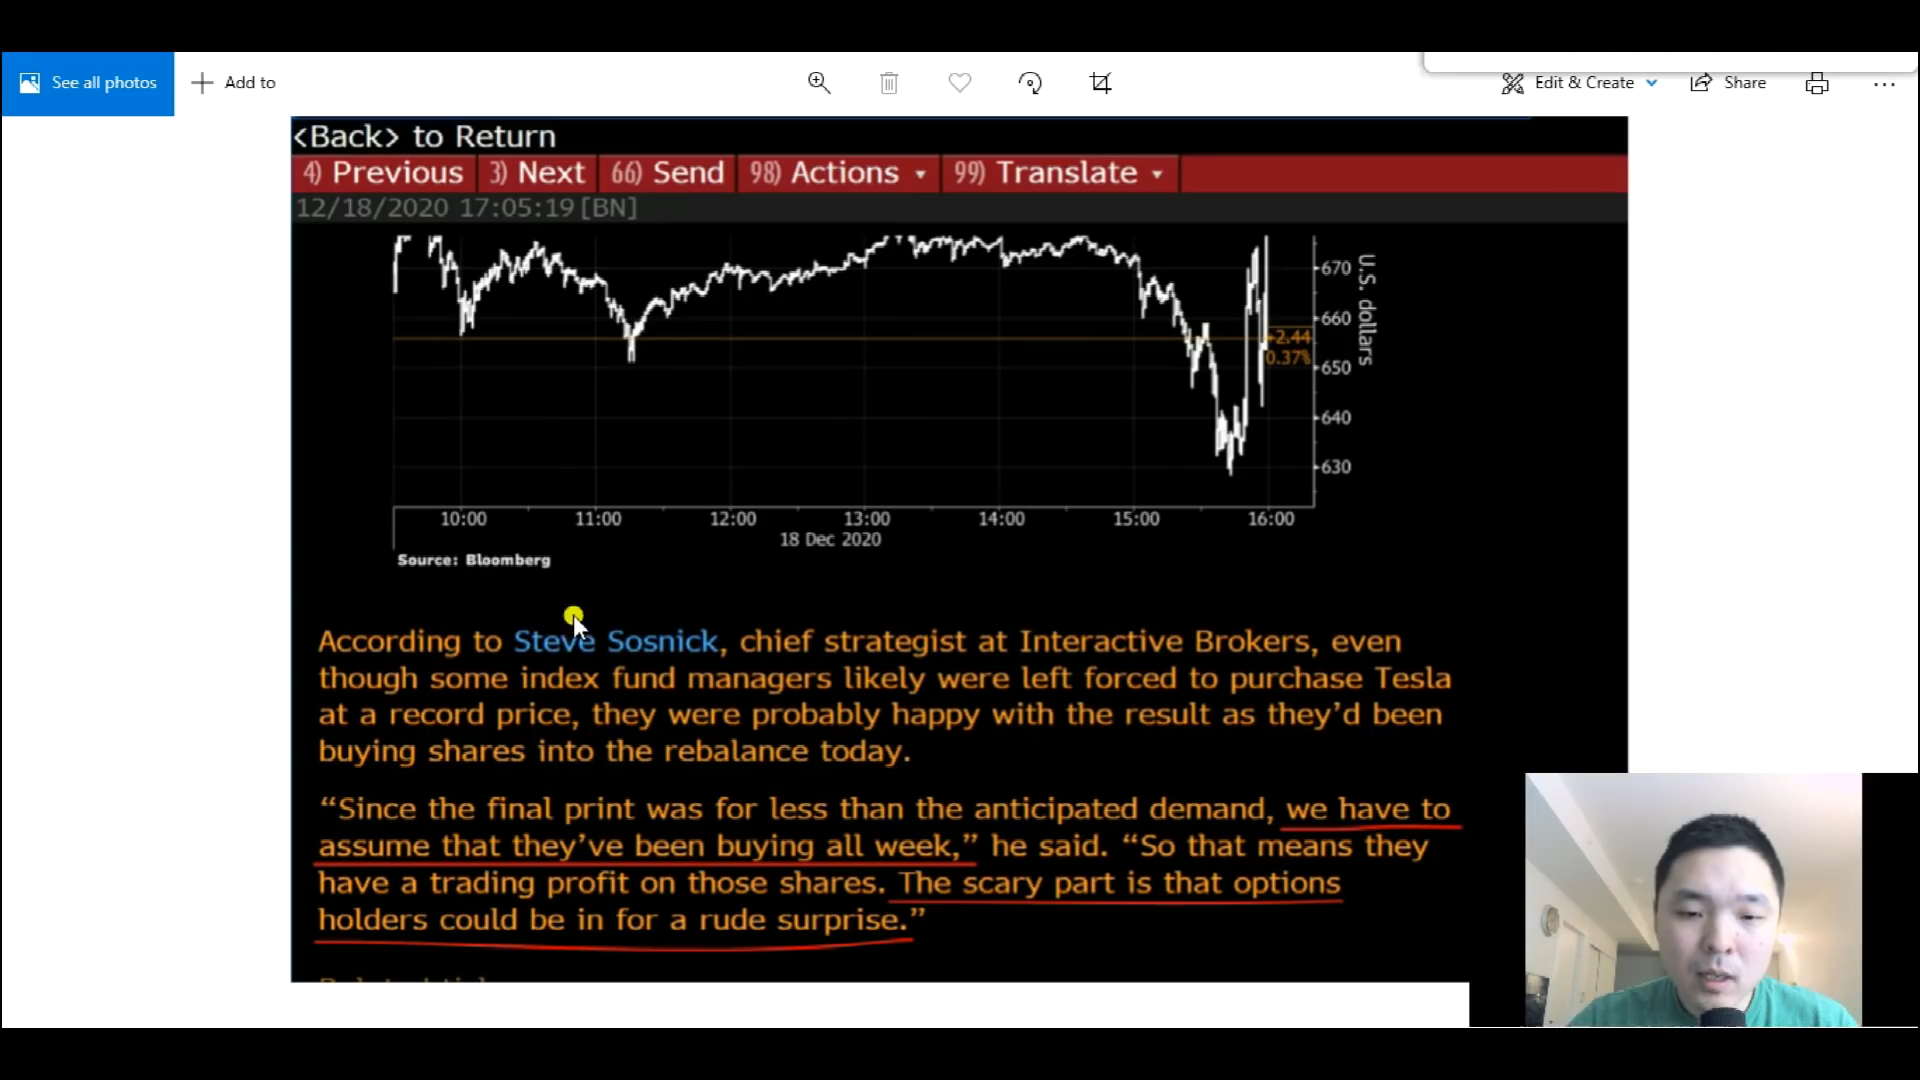 See all photos
Add to
Edit & Create
Share
<Back> to Return
4) Previous
3) Next
66) Send
98) Actions
99) Translate
12/18/2020 17:05:19 [BN]
670
660
+2.44
0.37%
650
640
630
U.S. dollars
10:00
11:00
12:00
13:00
14:00
15:00
16:00
18 Dec 2020
Source: Bloomberg
According to Steve Sosnick, chief strategist at Interactive Brokers, even
though some index fund managers likely were left forced to purchase Tesla
at a record price, they were probably happy with the result as they’d been
buying shares into the rebalance today.
“Since the final print was for less than the anticipated demand, we have to
assume that they’ve been buying all week,” he said. “So that means they
have a trading profit on those shares. The scary part is that options
holders could be in for a rude surprise.”